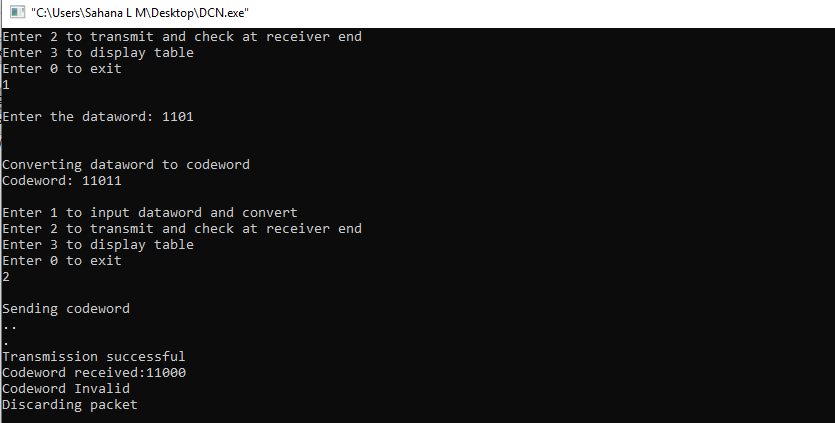 "C:\Users\Sahana L M\Desktop\DCN.exe"
Enter 2 to transmit and check at receiver end
Enter 3 to display table
Enter 0 to exit
1
Enter the dataword: 1101
Converting dataword to codeword
Codeword: 11011
Enter 1 to input dataword and convert
Enter 2 to transmit and check at receiver end
Enter 3 to display table
Enter 0 to exit
2
Sending codeword
..
.
Transmission successful
Codeword received:11000
Codeword Invalid
Discarding packet